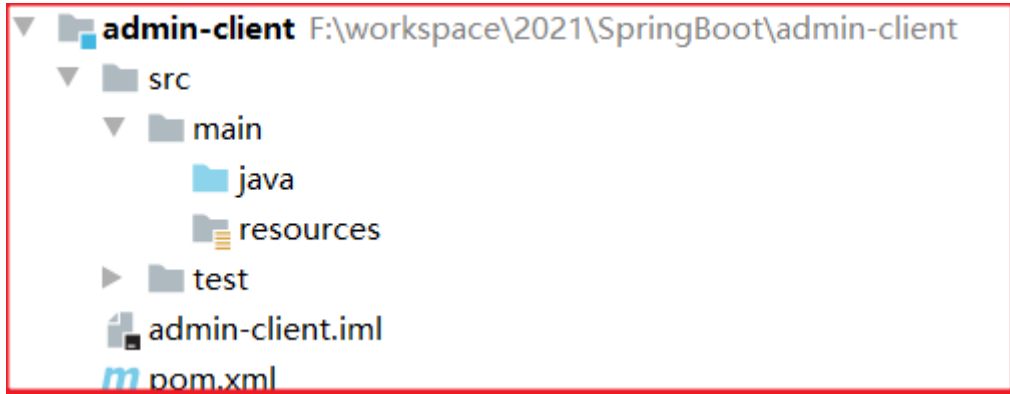 admin-client F:\workspace\2021\SpringBoot\admin-client
src
main
java
resources
test
admin-client.iml
pom.xml